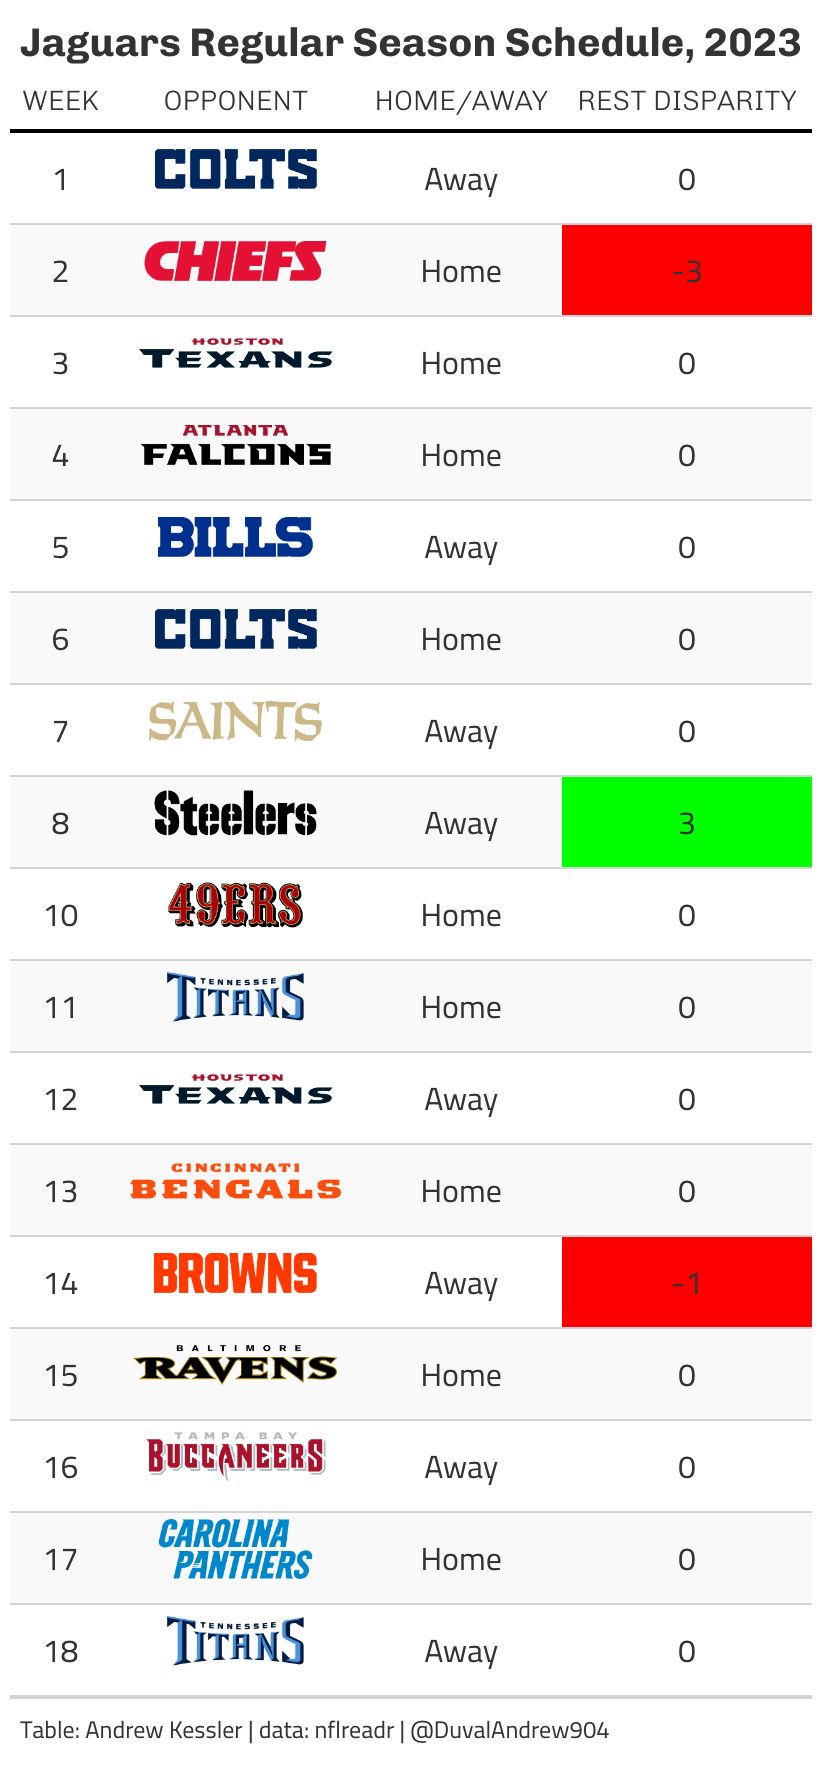 Jaguars Regular Season Schedule, 2023
WEEK OPPONENT HOME/AWAY REST DISPARITY
1 COLTS Away 0
2 CHIEFS Home -3
3 HOUSTON TEXANS Home 0
4 ATLANTA FALCONS Home 0
5 BILLS Away 0
6 COLTS Home 0
7 SAINTS Away 0
8 Steelers Away 3
10 49ERS Home 0
11 TENNESSEE TITANS Home 0
12 HOUSTON TEXANS Away 0
13 CINCINNATI BENGALS Home 0
14 BROWNS Away -1
15 BALTIMORE RAVENS Home 0
16 TAMPA BAY BUCCANEERS Away 0
17 CAROLINA PANTHERS Home 0
18 TENNESSEE TITANS Away 0
Table: Andrew Kessler | data: nflreadr | @DuvalAndrew904